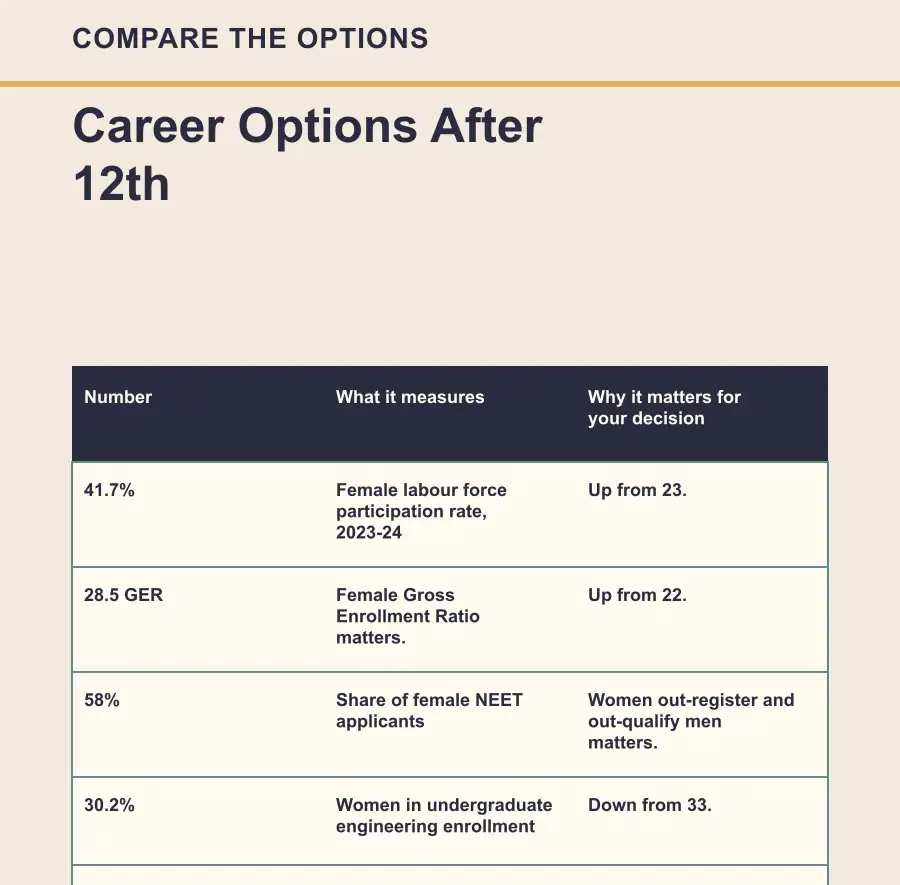 COMPARE THE OPTIONS
Career Options After
12th
Number
What it measures
Why it matters for
your decision
41.7%
Female labour force
participation rate,
2023-24
Up from 23.
28.5 GER
Female Gross
Enrollment Ratio
matters.
Up from 22.
58%
Share of female NEET
applicants
Women out-register and
out-qualify men
matters.
30.2%
Women in undergraduate
engineering enrollment
Down from 33.